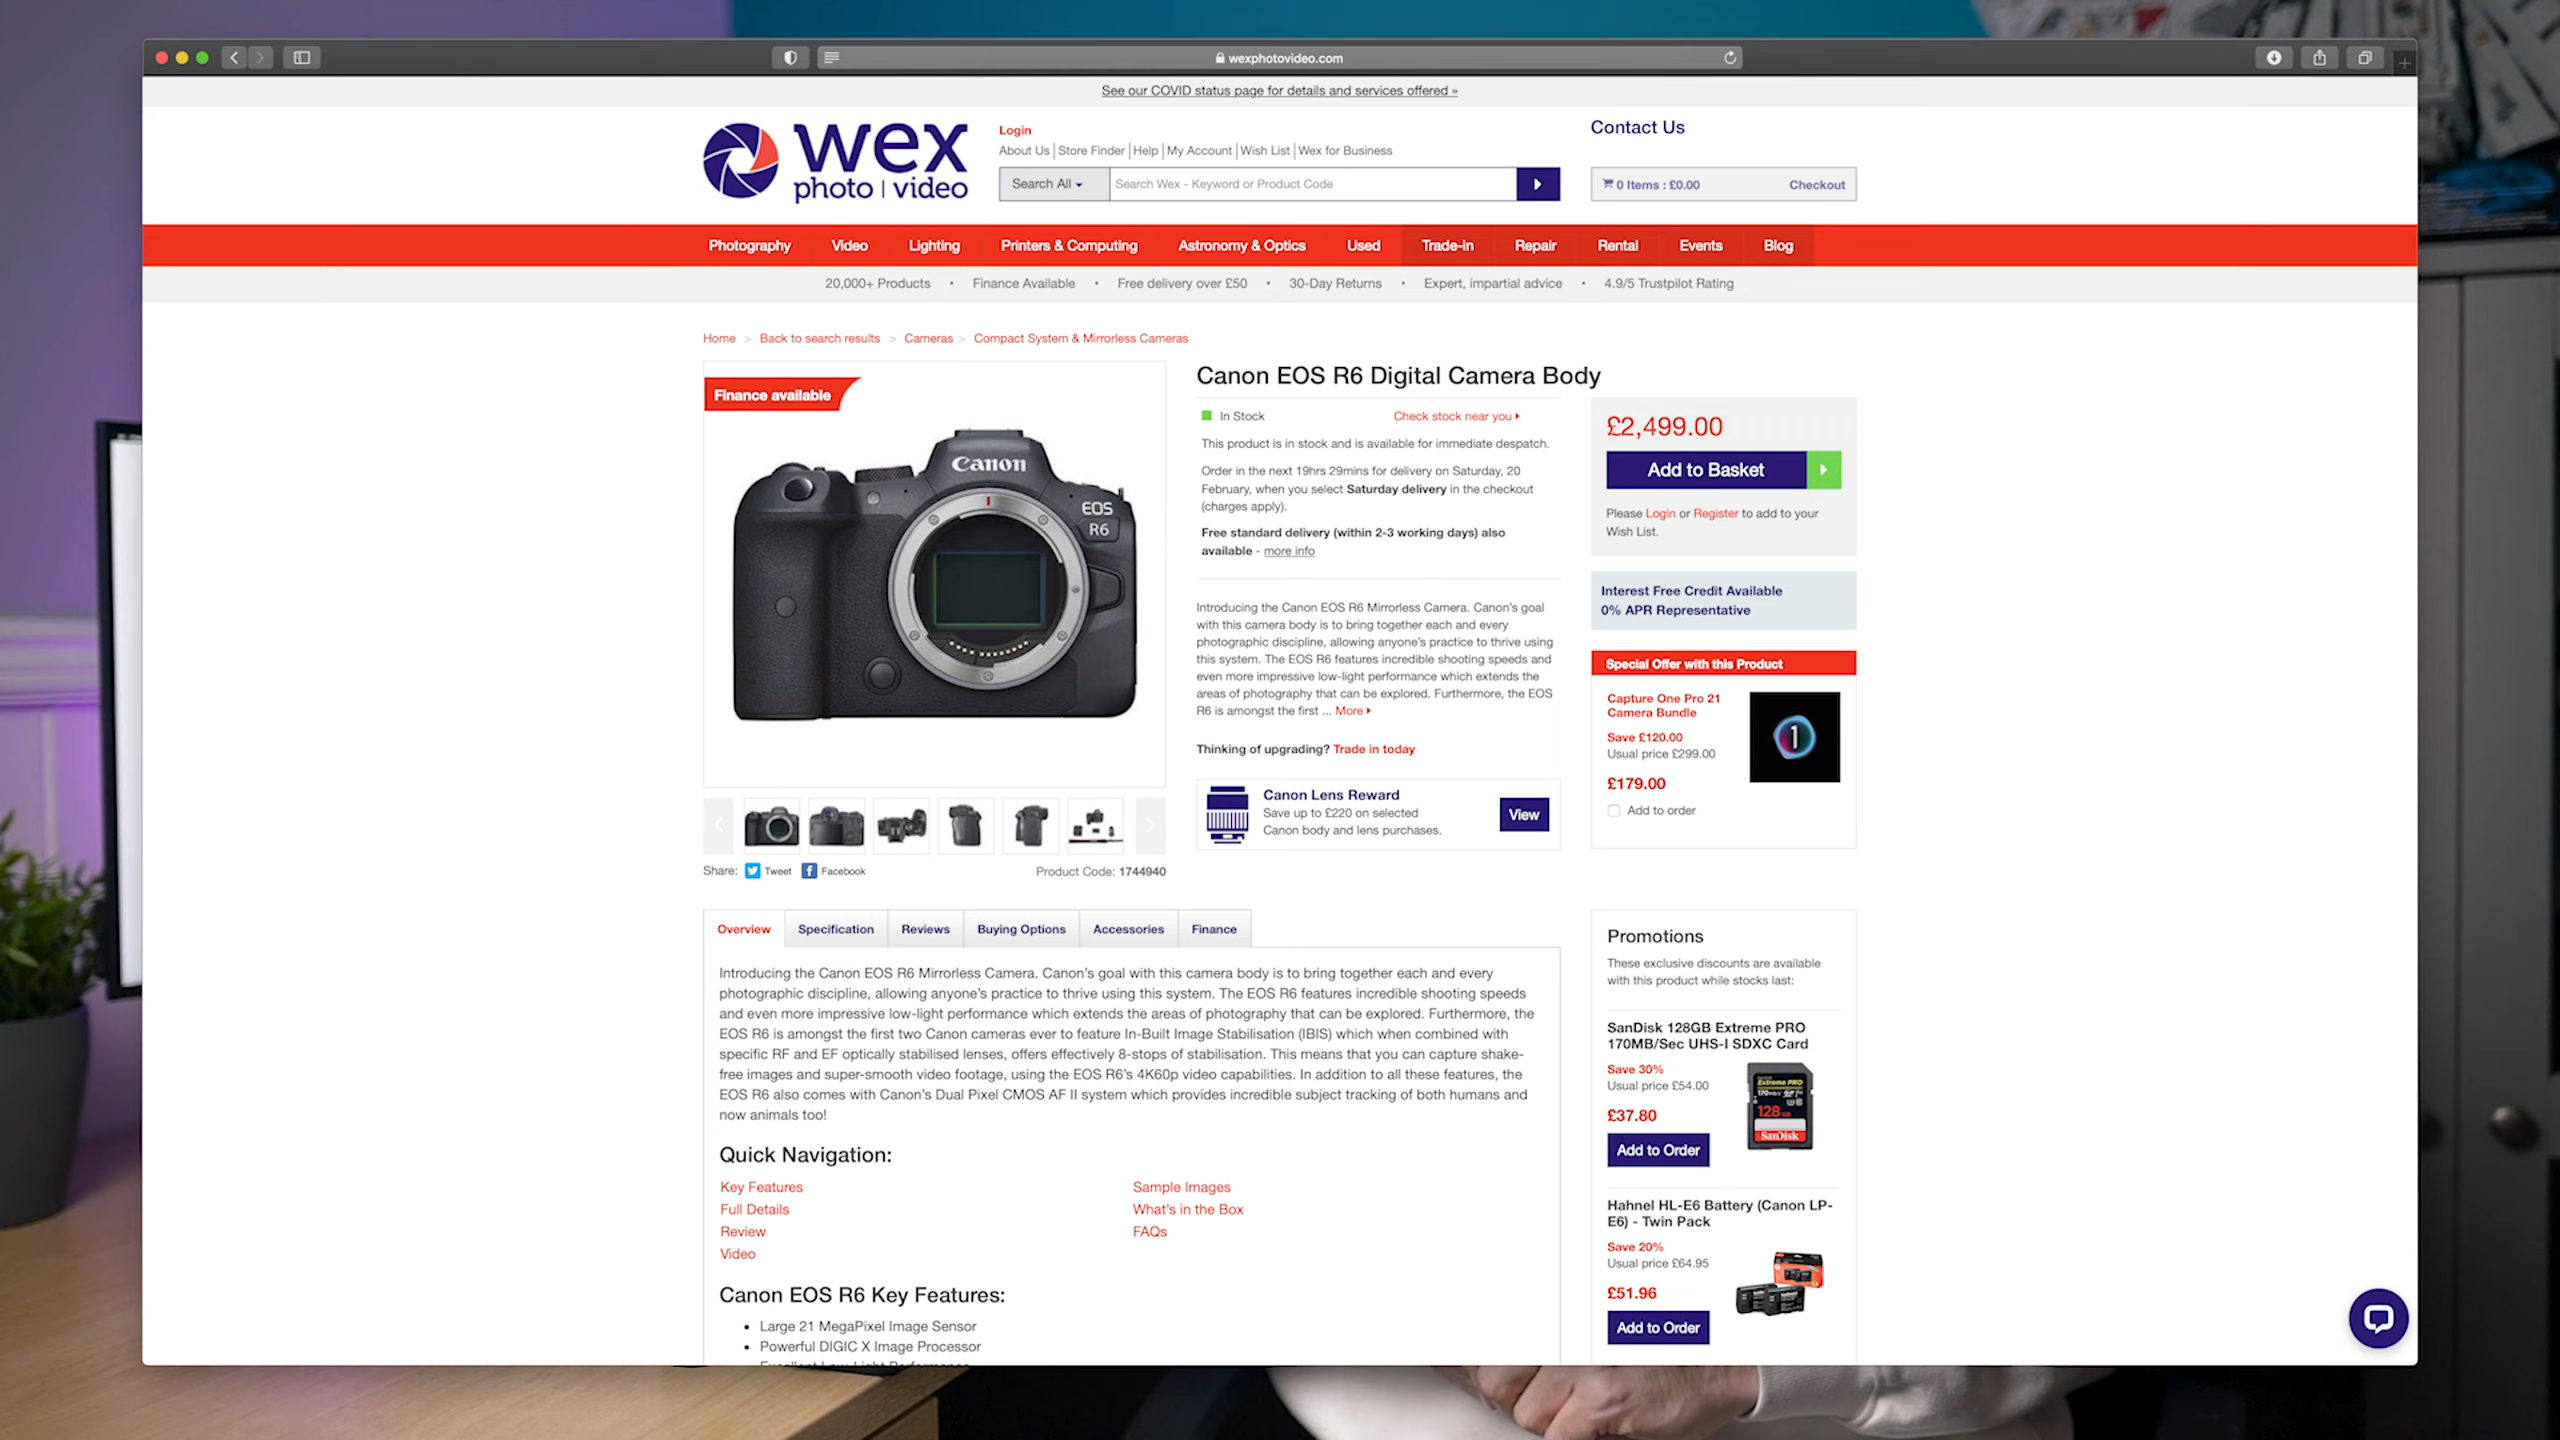 wexphotovideo.com
See our COVID status page for details and services offered »
wex
photo | video
Login
About Us | Store Finder | Help | My Account | Wish List | Wex for Business
Search All
Search Wex - Keyword or Product Code
Contact Us
0 Items : £0.00
Checkout
Photography Video Lighting Printers & Computing Astronomy & Optics Used Trade-in Repair Rental Events Blog
20,000+ Products • Finance Available • Free delivery over £50 • 30-Day Returns • Expert, impartial advice • 4.9/5 Trustpilot Rating
Home > Back to search results > Cameras > Compact System & Mirrorless Cameras
Finance available
Canon
EOS
R6
Share: Tweet Facebook
Product Code: 1744940
Canon EOS R6 Digital Camera Body
In Stock
Check stock near you
This product is in stock and is available for immediate despatch.
Order in the next 19hrs 29mins for delivery on Saturday, 20
February, when you select Saturday delivery in the checkout
(charges apply).
Free standard delivery (within 2-3 working days) also
available - more info
Introducing the Canon EOS R6 Mirrorless Camera. Canon's goal
with this camera body is to bring together each and every
photographic discipline, allowing anyone's practice to thrive using
this system. The EOS R6 features incredible shooting speeds and
even more impressive low-light performance which extends the
areas of photography that can be explored. Furthermore, the EOS
R6 is amongst the first ... More
Thinking of upgrading? Trade in today
Canon Lens Reward
Save up to £220 on selected
Canon body and lens purchases.
View
£2,499.00
Add to Basket
Please Login or Register to add to your
Wish List.
Interest Free Credit Available
0% APR Representative
Special Offer with this Product
Capture One Pro 21
Camera Bundle
Save £120.00
Usual price £299.00
£179.00
Add to order
1
Overview Specification Reviews Buying Options Accessories Finance
Introducing the Canon EOS R6 Mirrorless Camera. Canon's goal with this camera body is to bring together each and every
photographic discipline, allowing anyone's practice to thrive using this system. The EOS R6 features incredible shooting speeds
and even more impressive low-light performance which extends the areas of photography that can be explored. Furthermore, the
EOS R6 is amongst the first two Canon cameras ever to feature In-Built Image Stabilisation (IBIS) which when combined with
specific RF and EF optically stabilised lenses, offers effectively 8-stops of stabilisation. This means that you can capture shake-
free images and super-smooth video footage, using the EOS R6's 4K60p video capabilities. In addition to all these features, the
EOS R6 also comes with Canon's Dual Pixel CMOS AF II system which provides incredible subject tracking of both humans and
now animals too!
Quick Navigation:
Key Features
Full Details
Review
Video
Sample Images
What's in the Box
FAQs
Canon EOS R6 Key Features:
• Large 21 MegaPixel Image Sensor
• Powerful DIGIC X Image Processor
Promotions
These exclusive discounts are available
with this product while stocks last:
SanDisk 128GB Extreme PRO
170MB/Sec UHS-I SDXC Card
Save 30%
Usual price £54.00
£37.80
Add to Order
Extreme PRO
128
SanDisk
Hahnel HL-E6 Battery (Canon LP-
E6) - Twin Pack
Save 20%
Usual price £64.95
£51.96
Add to Order